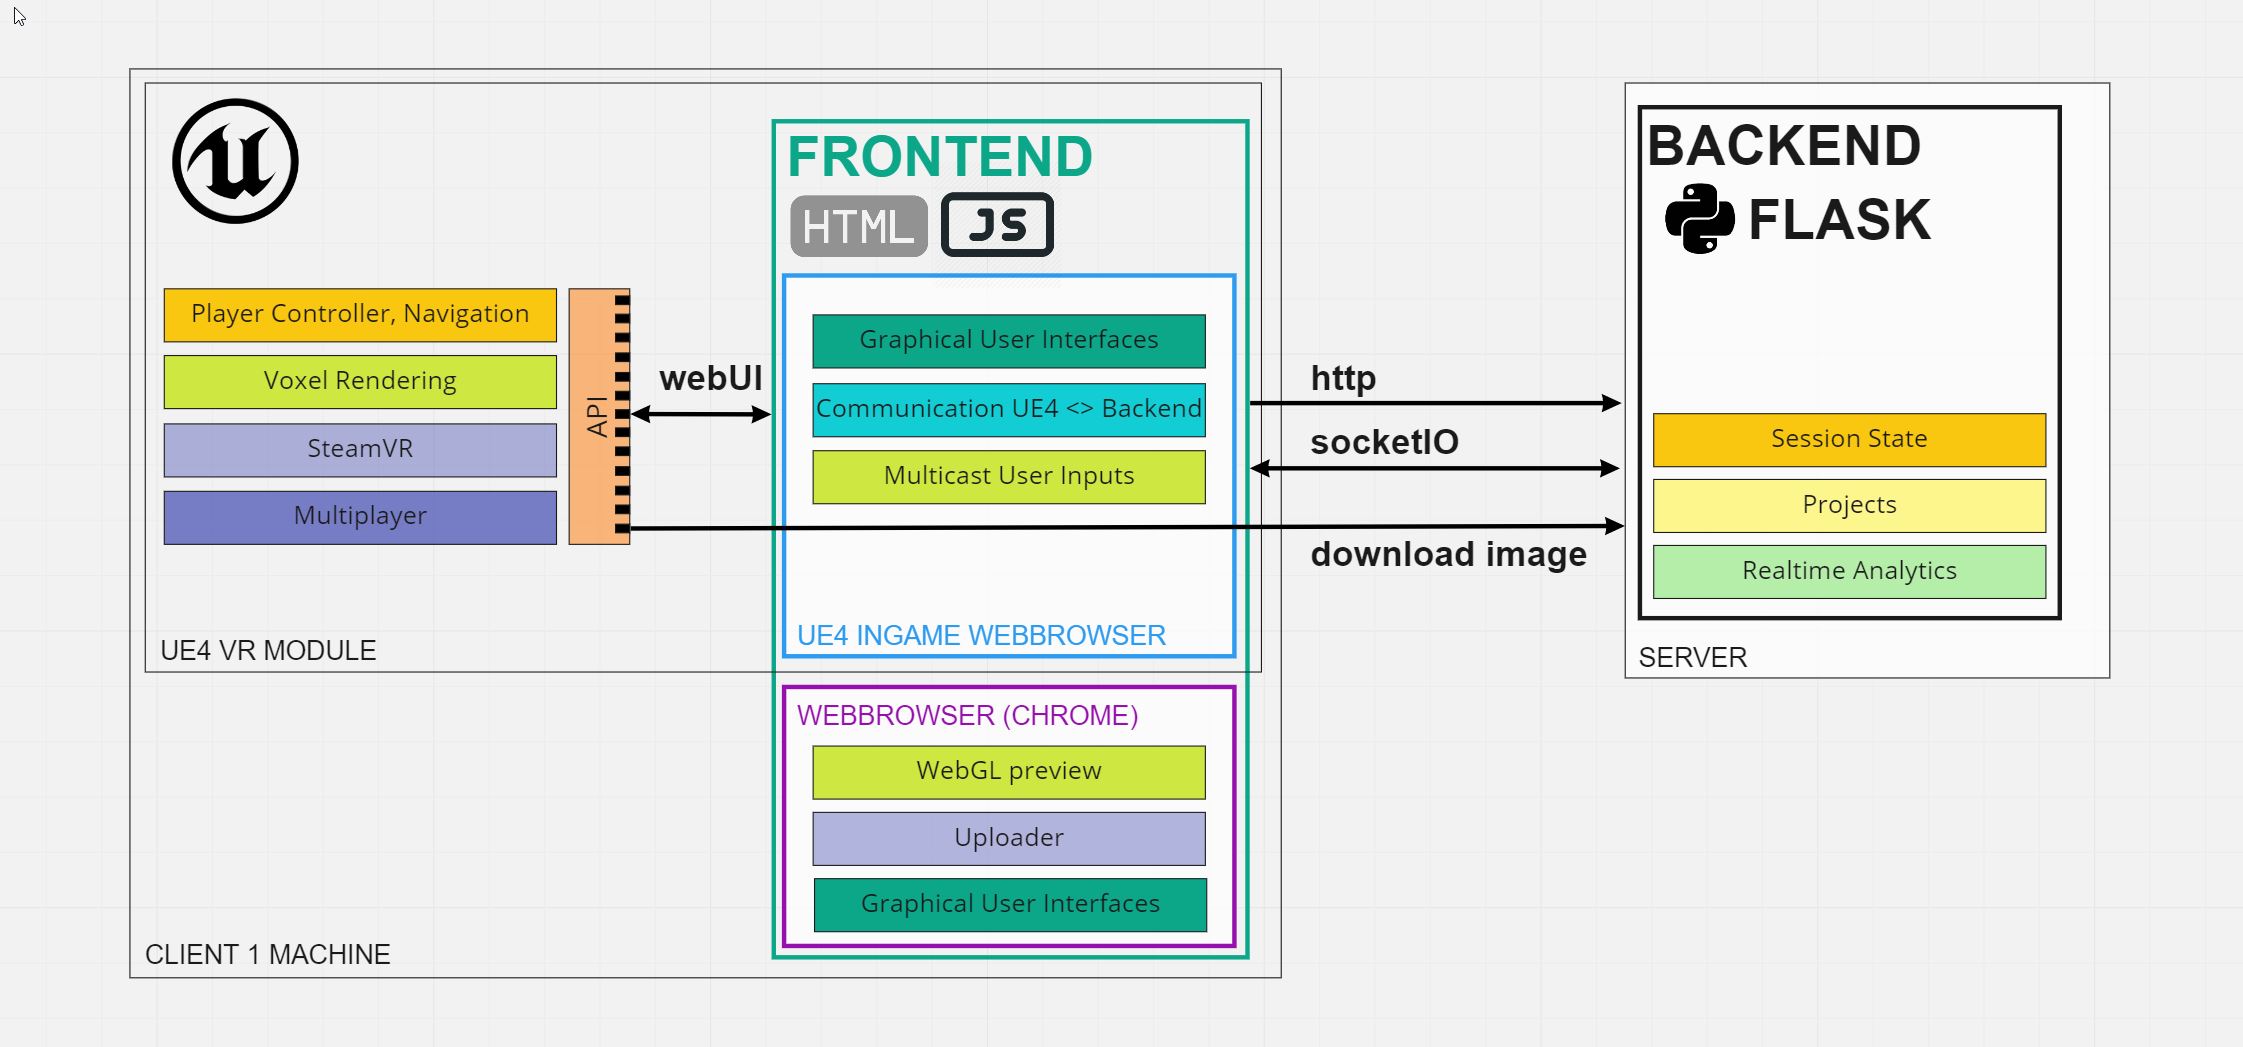 FRONTEND
HTML
JS
Player Controller, Navigation
Voxel Rendering
SteamVR
Multiplayer
API
webUI
Graphical User Interfaces
Communication UE4 <> Backend
Multicast User Inputs
UE4 INGAME WEBBROWSER
UE4 VR MODULE
WEBBROWSER (CHROME)
WebGL preview
Uploader
Graphical User Interfaces
CLIENT 1 MACHINE
http
socketIO
download image
BACKEND
FLASK
Session State
Projects
Realtime Analytics
SERVER